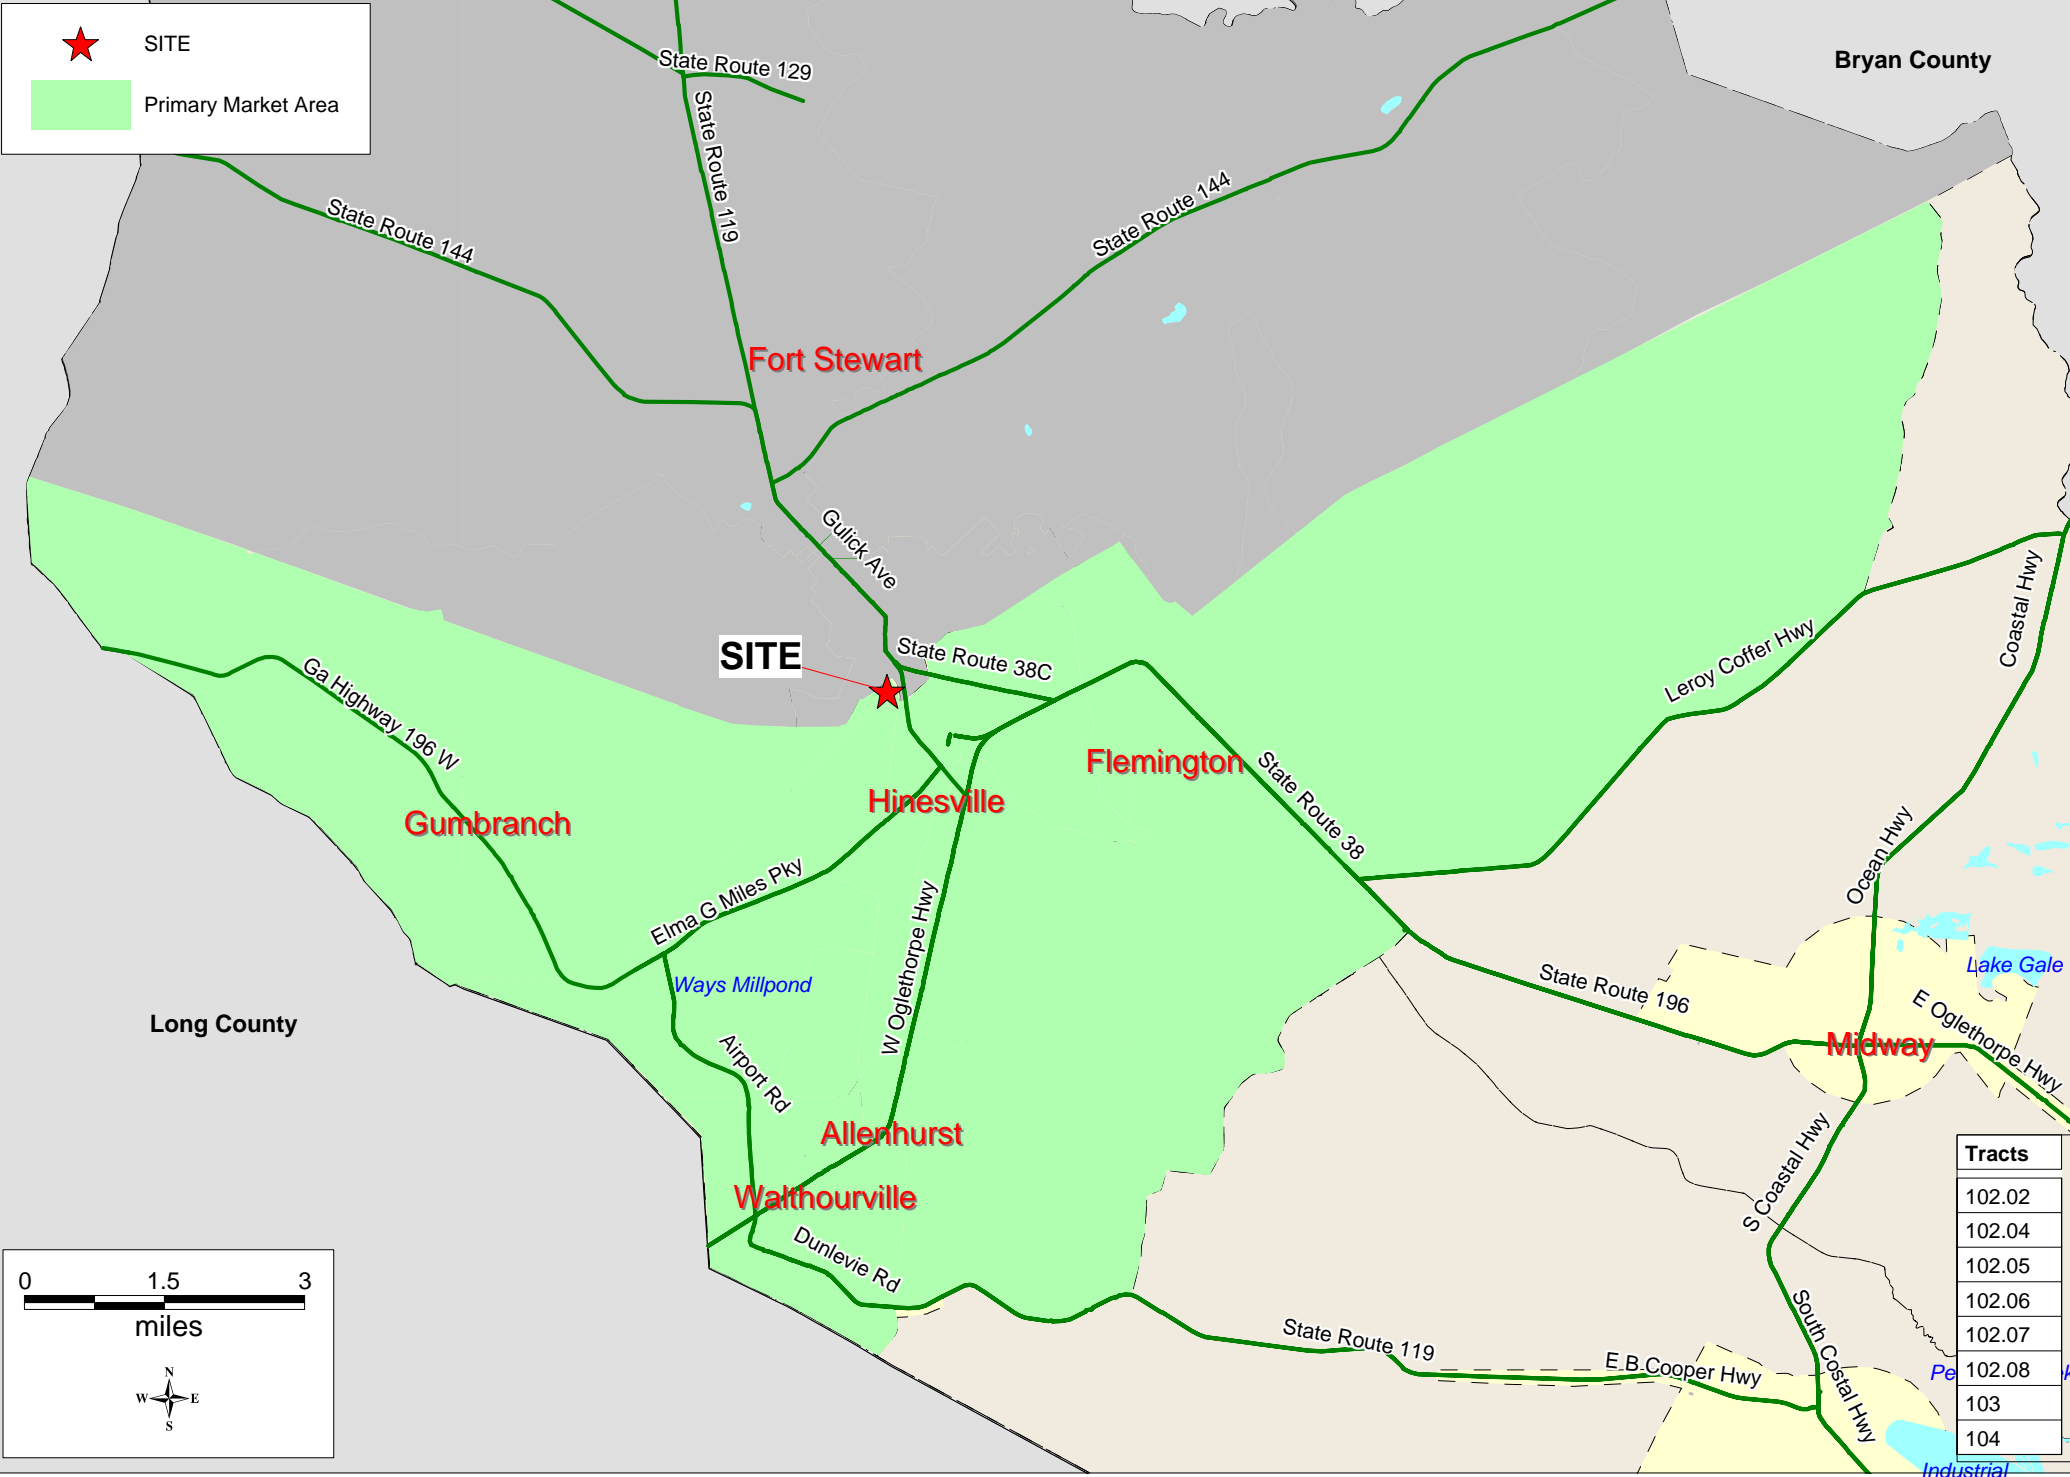 SITE
Primary Market Area
Bryan County
State Route 129
State Route 119
State Route 144
State Route 144
Fort Stewart
Gulick Ave
SITE
State Route 38C
Coastal Hwy
Leroy Coffer Hwy
Ga Highway 196 W
Flemington
State Route 38
Hinesville
Gumbranch
Ocean Hwy
Elma G Miles Pky
W Oglethorpe Hwy
Ways Millpond
Lake Gale
State Route 196
E Oglethorpe Hwy
Long County
Midway
Airport Rd
Allenhurst
S Coastal Hwy
Walthourville
Dunlevie Rd
State Route 119
E B Cooper Hwy
South Costal Hwy
Industrial
Tracts
102.02
102.04
102.05
102.06
102.07
102.08
103
104
0 1.5 3
miles
N
W E
S